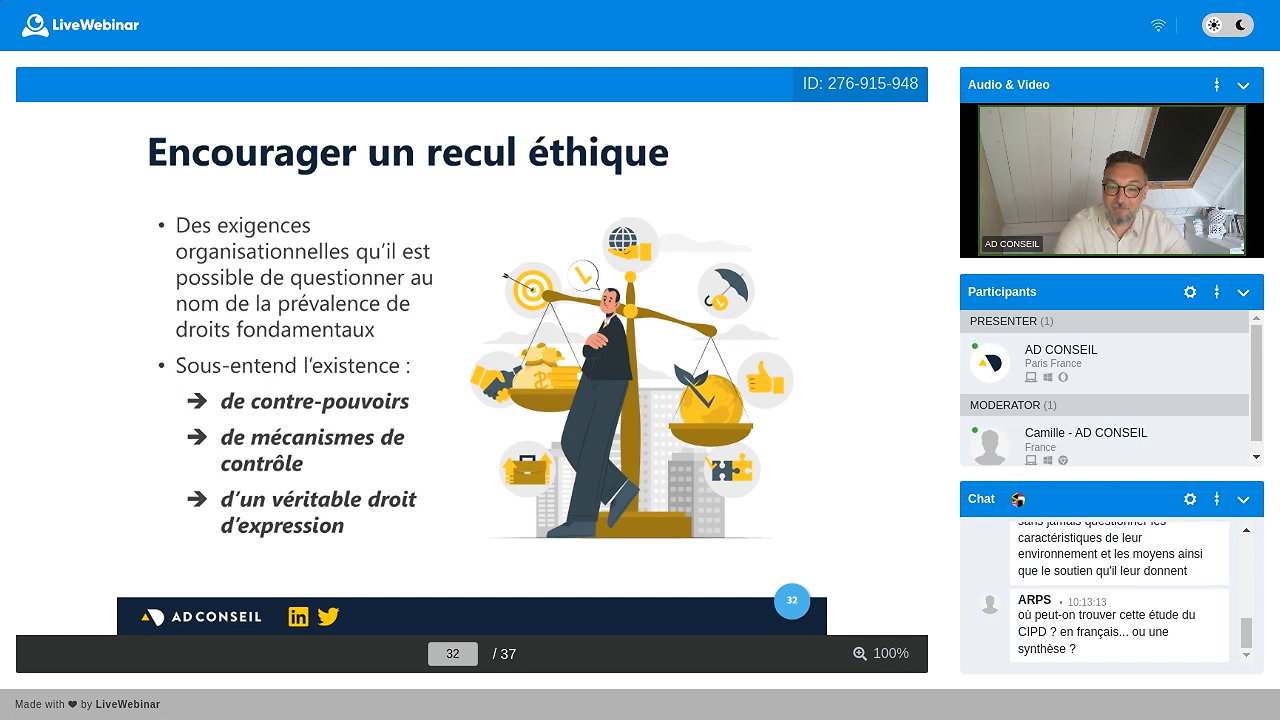 LiveWebinar
ID: 276-915-948
Encourager un recul éthique
• Des exigences
organisationnelles qu'il est
possible de questionner au
nom de la prévalence de
droits fondamentaux
• Sous-entend l'existence :
➔ de contre-pouvoirs
➔ de mécanismes de
contrôle
➔ d'un véritable droit
d'expression
AD CONSEIL
32
32 / 37
100%
Audio & Video
AD CONSEIL
Participants
PRESENTER (1)
AD CONSEIL
Paris France
MODERATOR (1)
Camille - AD CONSEIL
France
Chat
sans jamais questionner les
caractéristiques de leur
environnement et les moyens ainsi
que le soutien qu'il leur donnent
ARPS • 10:13:13
où peut-on trouver cette étude du
CIPD ? en français... ou une
synthèse ?
Made with ❤ by LiveWebinar